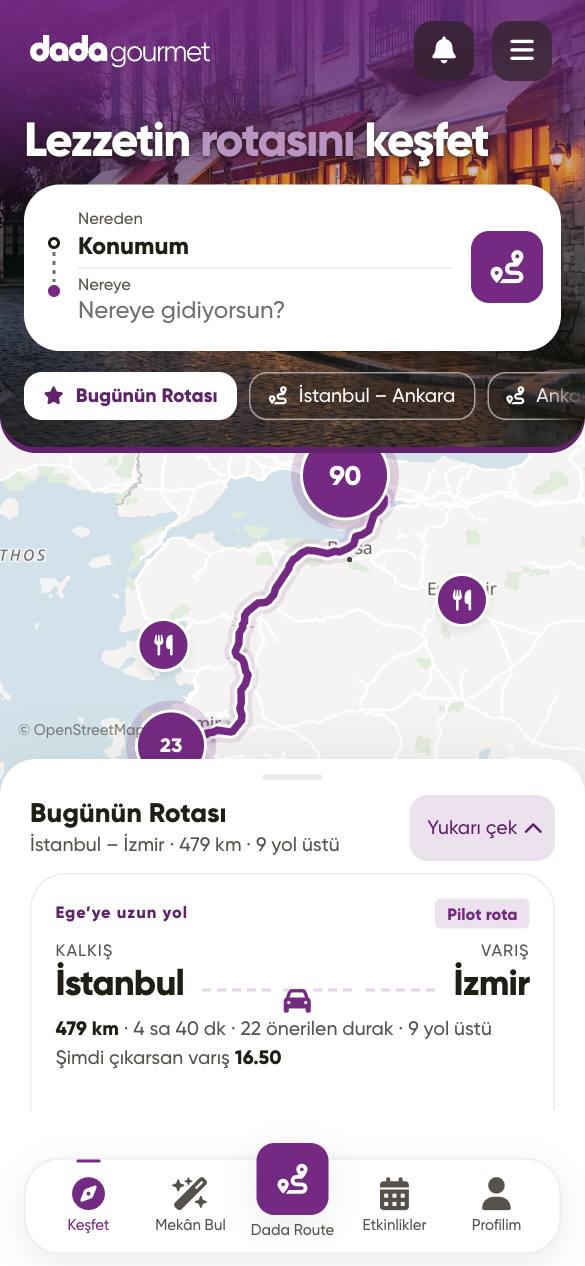 dadagourmet
Lezzetin rotasını keşfet
Nereden
Konumum
Nereye
Nereye gidiyorsun?
Bugünün Rotası
İstanbul – Ankara
90
THOS
© OpenStreetMap
23
Bugünün Rotası
İstanbul – İzmir · 479 km · 9 yol üstü
Yukarı çek
Ege'ye uzun yol
Pilot rota
KALKIŞ
VARIŞ
İstanbul
İzmir
479 km · 4 sa 40 dk · 22 önerilen durak · 9 yol üstü
Şimdi çıkarsan varış 16.50
Keşfet
Mekân Bul
Dada Route
Etkinlikler
Profilim